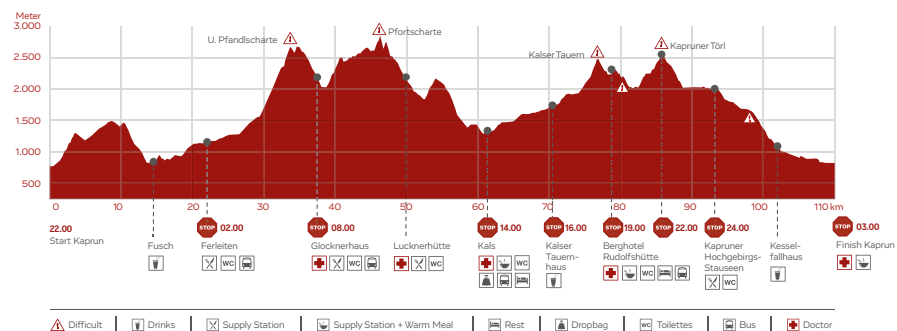 Meter
3.000
2.500
2.000
1.500
1.000
500
U. Pfandlscharte
Pfortscharte
Kalser Tauern
Kapruner Törl
10 20 30 40 50 60 70 80 90 100 110 km
22.00
Start Kaprun
Fusch
STOP 02.00
Ferleiten
WC
STOP 08.00
Glocknerhaus
WC
Lucknerhütte
WC
STOP 14.00
Kals
WC
STOP 16.00
Kalser
Tauern-
haus
STOP 19.00
Berghotel
Rudolfshütte
WC
STOP 22.00
STOP 24.00
Kapruner
Hochgebirgs-
Stauseen
WC
Kessel-
fallhaus
STOP 03.00
Finish Kaprun
Difficult
Drinks
Supply Station
Supply Station + Warm Meal
Rest
Dropbag
WC Toilettes
Bus
Doctor